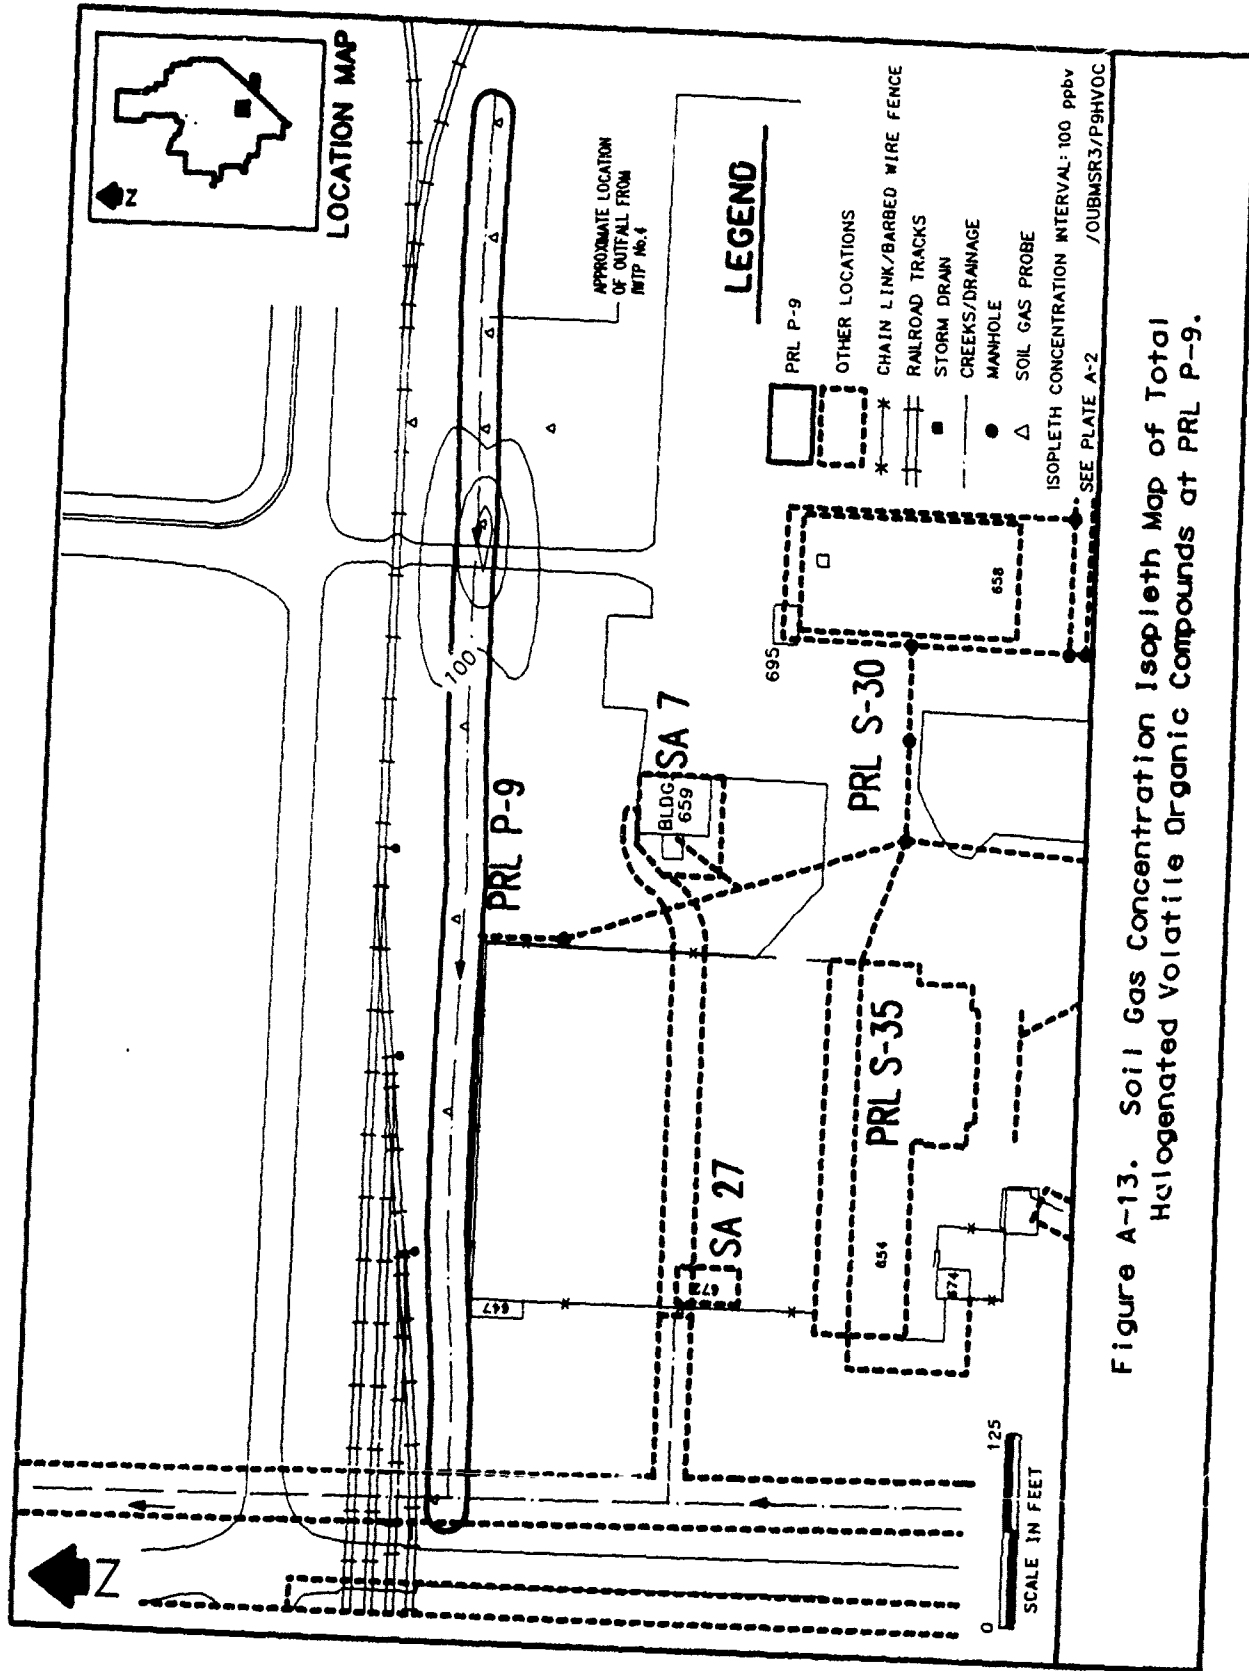 N
LOCATION MAP
N
APPROXIMATE LOCATION
OF OUTFALL FROM
IWTP No.4
100
PRL P-9
647
SA 27
672
BLDG
659
SA 7
695
PRL S-30
658
PRL S-35
654
674
LEGEND
PRL P-9
OTHER LOCATIONS
CHAIN LINK/BARBED WIRE FENCE
RAILROAD TRACKS
STORM DRAIN
CREEKS/DRAINAGE
MANHOLE
SOIL GAS PROBE
ISOPLETH CONCENTRATION INTERVAL: 100 ppbv
SEE PLATE A-2
/OUBMSR3/P9HVOC
0 125
SCALE IN FEET
Figure A-13. Soil Gas Concentration Isopleth Map of Total
Halogenated Volatile Organic Compounds at PRL P-9.